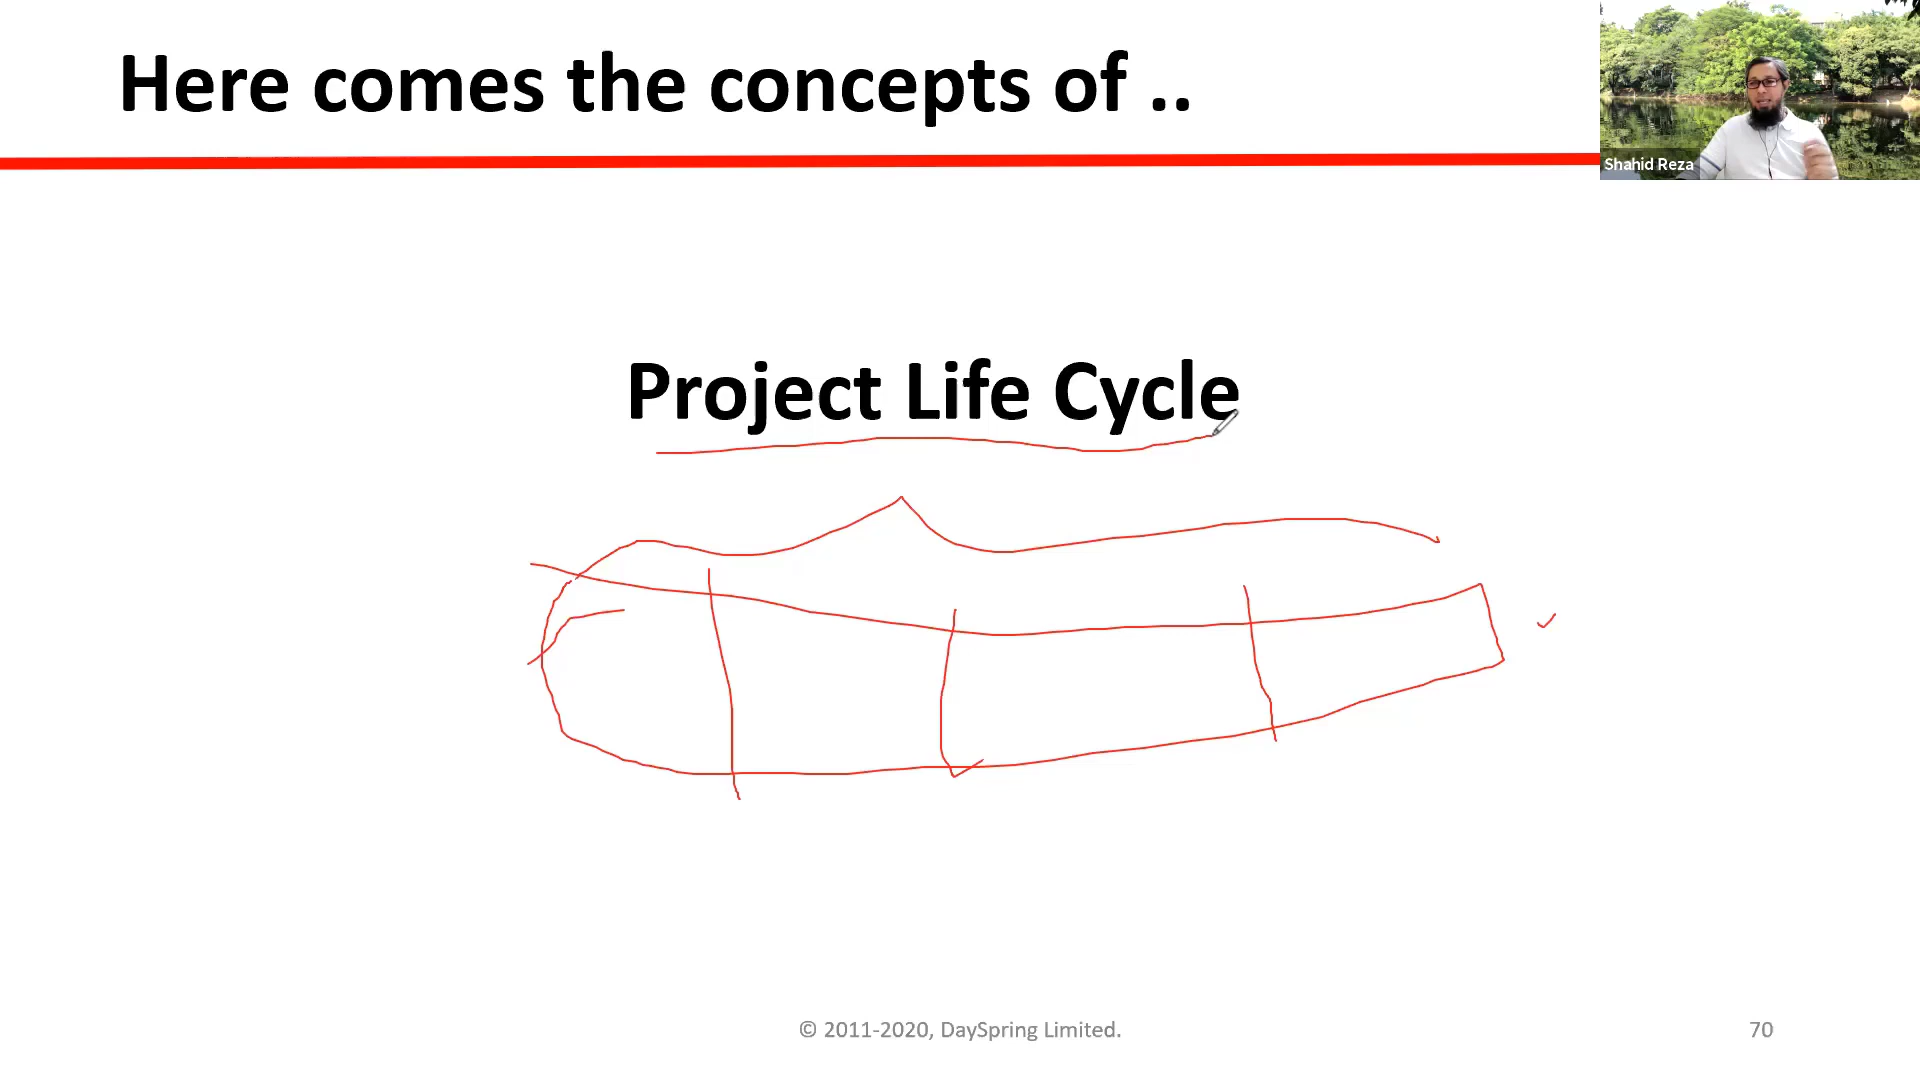 Here comes the concepts of ..
Shahid Reza
Project Life Cycle
© 2011-2020, DaySpring Limited.
70